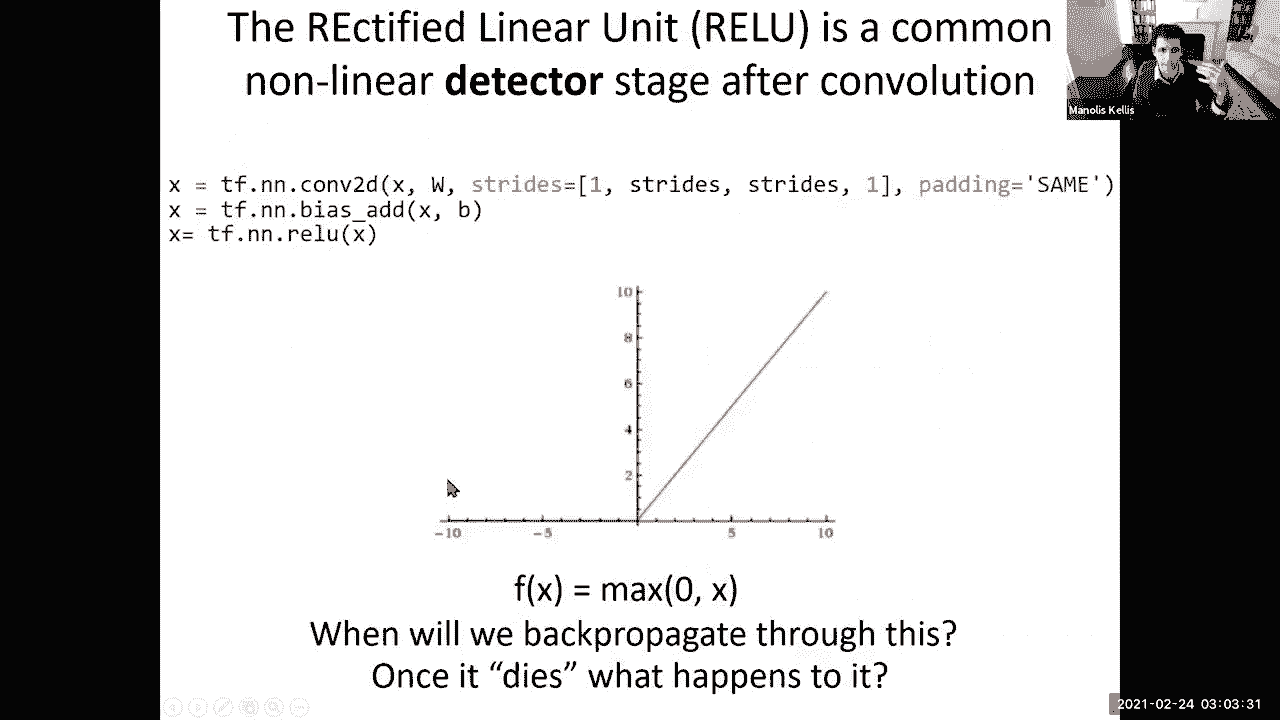 The REctified Linear Unit (RELU) is a common
non-linear detector stage after convolution
Manolis Kellis
x = tf.nn.conv2d(x, W, strides=[1, strides, strides, 1], padding='SAME')
x = tf.nn.bias_add(x, b)
x= tf.nn.relu(x)
10
8
6
4
2
-10 -5 5 10
f(x) = max(0, x)
When will we backpropagate through this?
Once it “dies” what happens to it?
2021-02-24 03:03:31